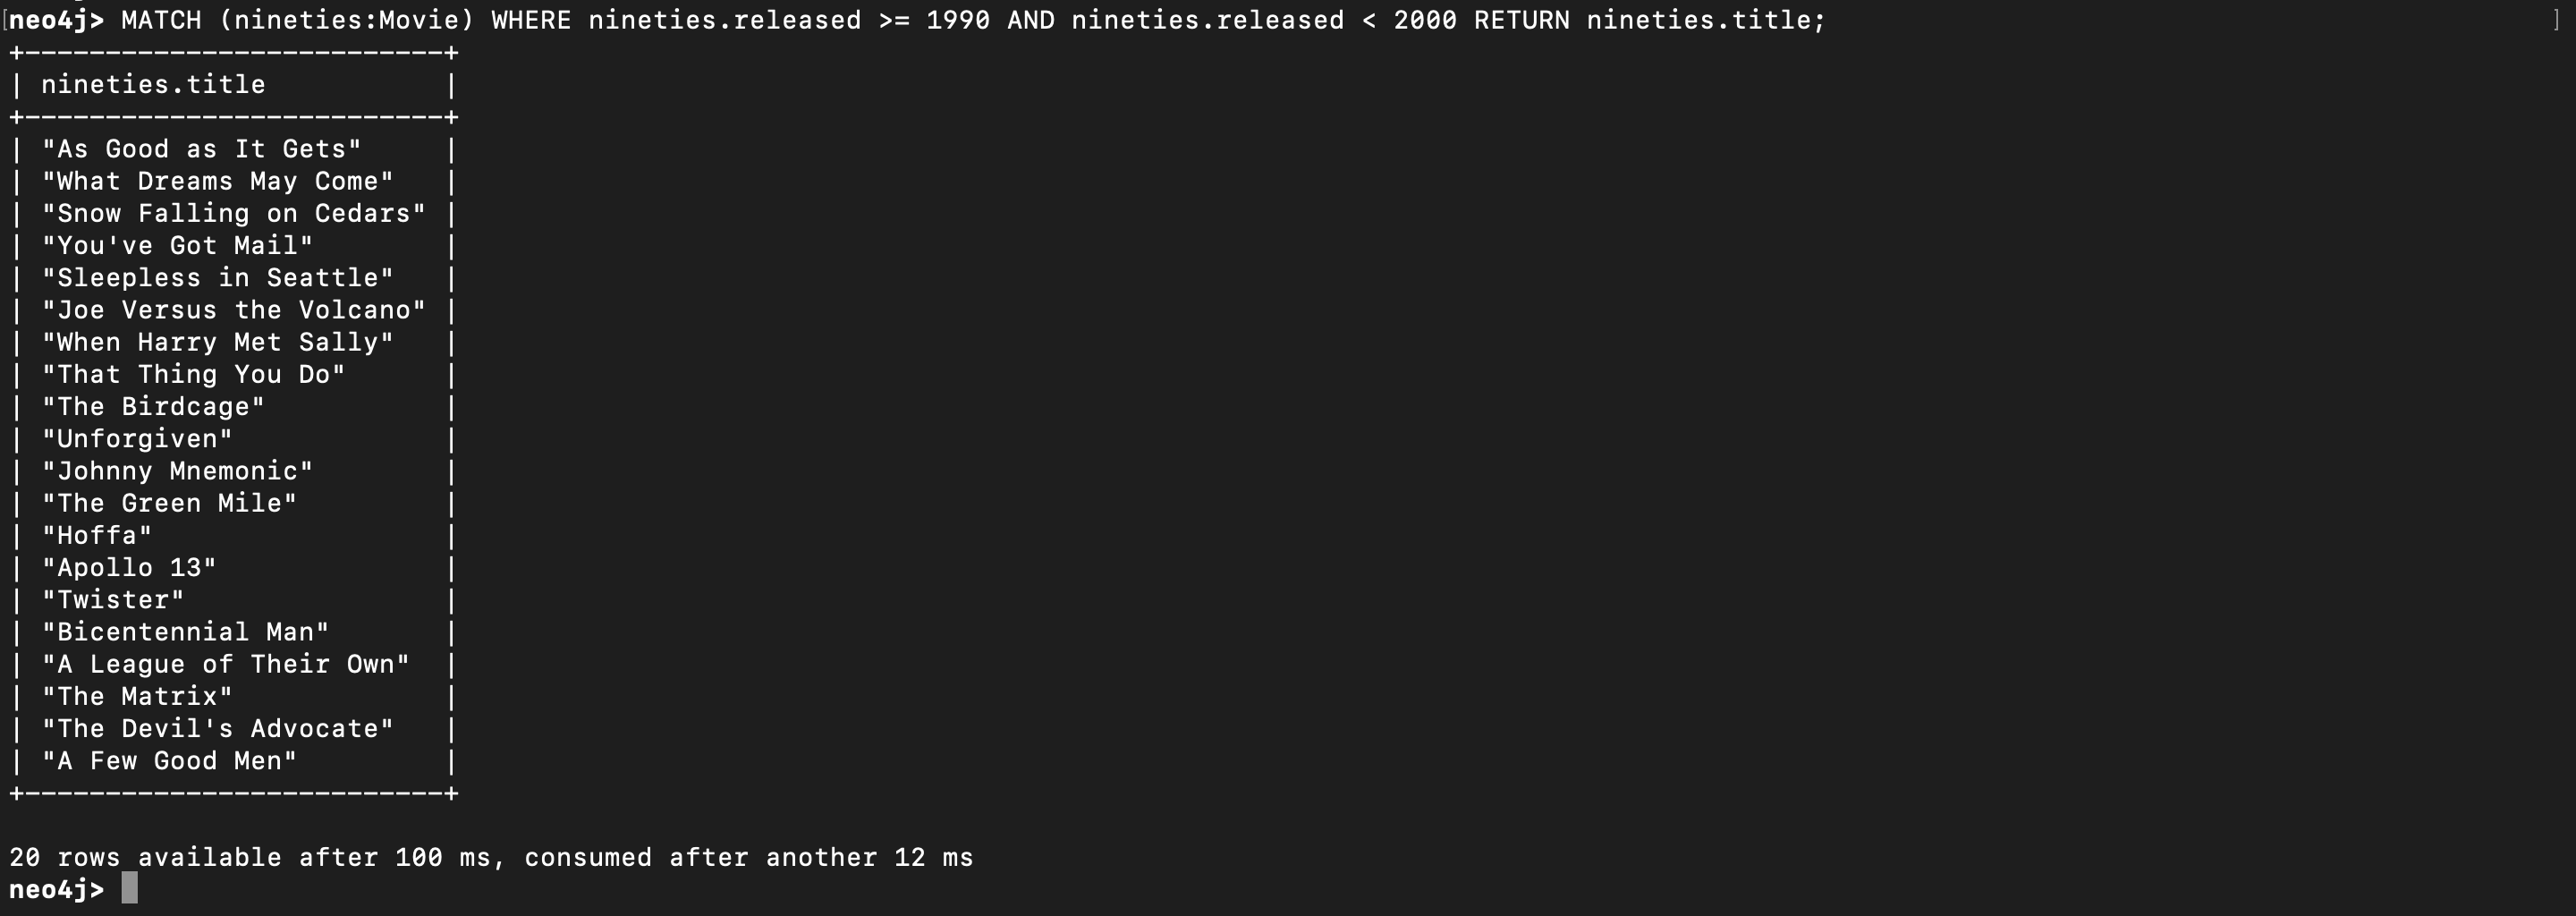 [neo4j> MATCH (nineties:Movie) WHERE nineties.released >= 1990 AND nineties.released < 2000 RETURN nineties.title; ]
+--------------------------+
| nineties.title           |
+--------------------------+
| "As Good as It Gets"     |
| "What Dreams May Come"   |
| "Snow Falling on Cedars" |
| "You've Got Mail"        |
| "Sleepless in Seattle"   |
| "Joe Versus the Volcano" |
| "When Harry Met Sally"   |
| "That Thing You Do"      |
| "The Birdcage"           |
| "Unforgiven"             |
| "Johnny Mnemonic"        |
| "The Green Mile"         |
| "Hoffa"                  |
| "Apollo 13"              |
| "Twister"                |
| "Bicentennial Man"       |
| "A League of Their Own"  |
| "The Matrix"             |
| "The Devil's Advocate"   |
| "A Few Good Men"         |
+--------------------------+
20 rows available after 100 ms, consumed after another 12 ms
neo4j>